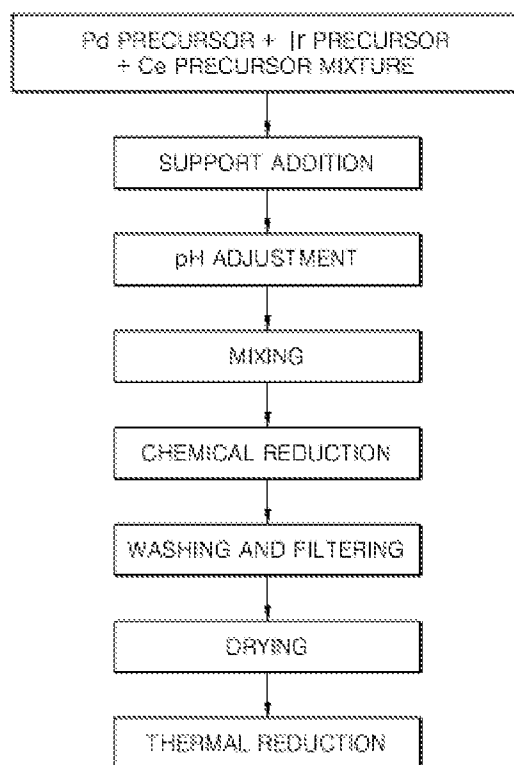 Pd PRECURSOR + Ir PRECURSOR
+ Ce PRECURSOR MIXTURE
SUPPORT ADDITION
pH ADJUSTMENT
MIXING
CHEMICAL REDUCTION
WASHING AND FILTERING
DRYING
THERMAL REDUCTION